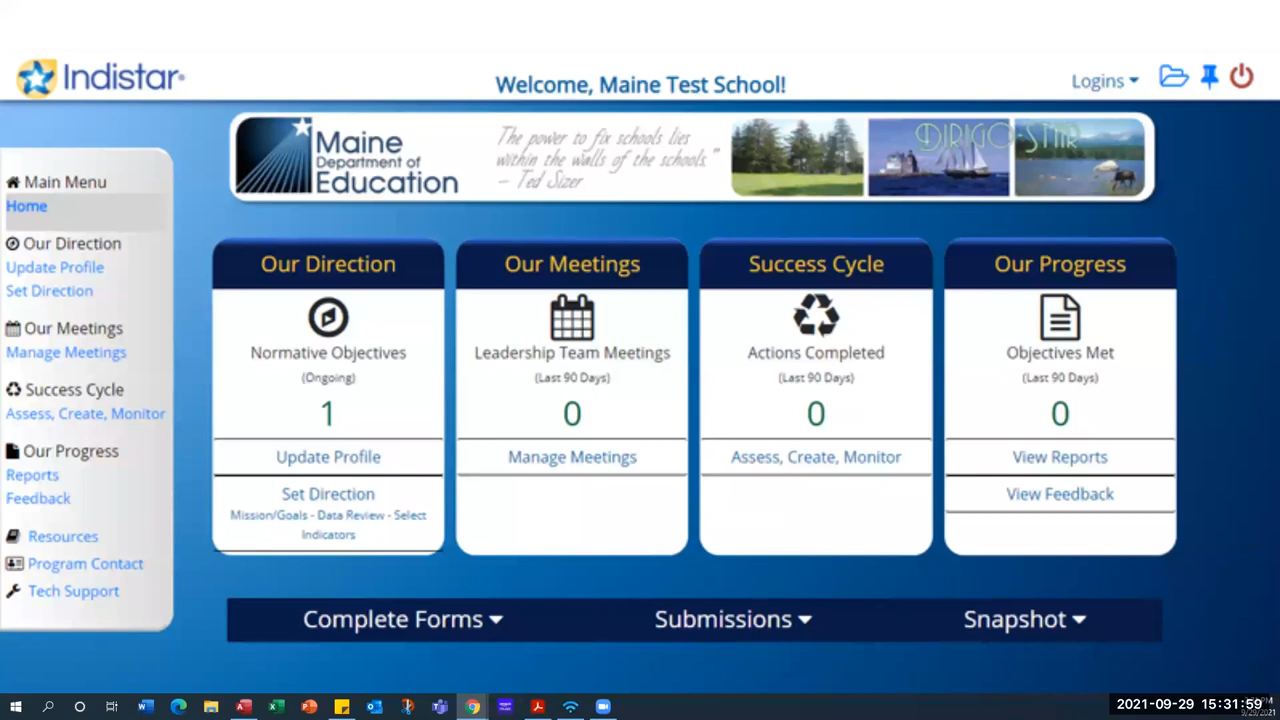 Indistar®
Welcome, Maine Test School!
Logins
Maine
Department of
Education
The power to fix schools lies
within the walls of the schools."
– Ted Sizer
DIRIGO-STAR
Main Menu
Home
Our Direction
Update Profile
Set Direction
Our Meetings
Manage Meetings
Success Cycle
Assess, Create, Monitor
Our Progress
Reports
Feedback
Resources
Program Contact
Tech Support
Our Direction
Normative Objectives
(Ongoing)
1
Update Profile
Set Direction
Mission/Goals - Data Review - Select
Indicators
Our Meetings
Leadership Team Meetings
(Last 90 Days)
0
Manage Meetings
Success Cycle
Actions Completed
(Last 90 Days)
0
Assess, Create, Monitor
Our Progress
Objectives Met
(Last 90 Days)
0
View Reports
View Feedback
Complete Forms
Submissions
Snapshot
2021-09-29 15:31:59